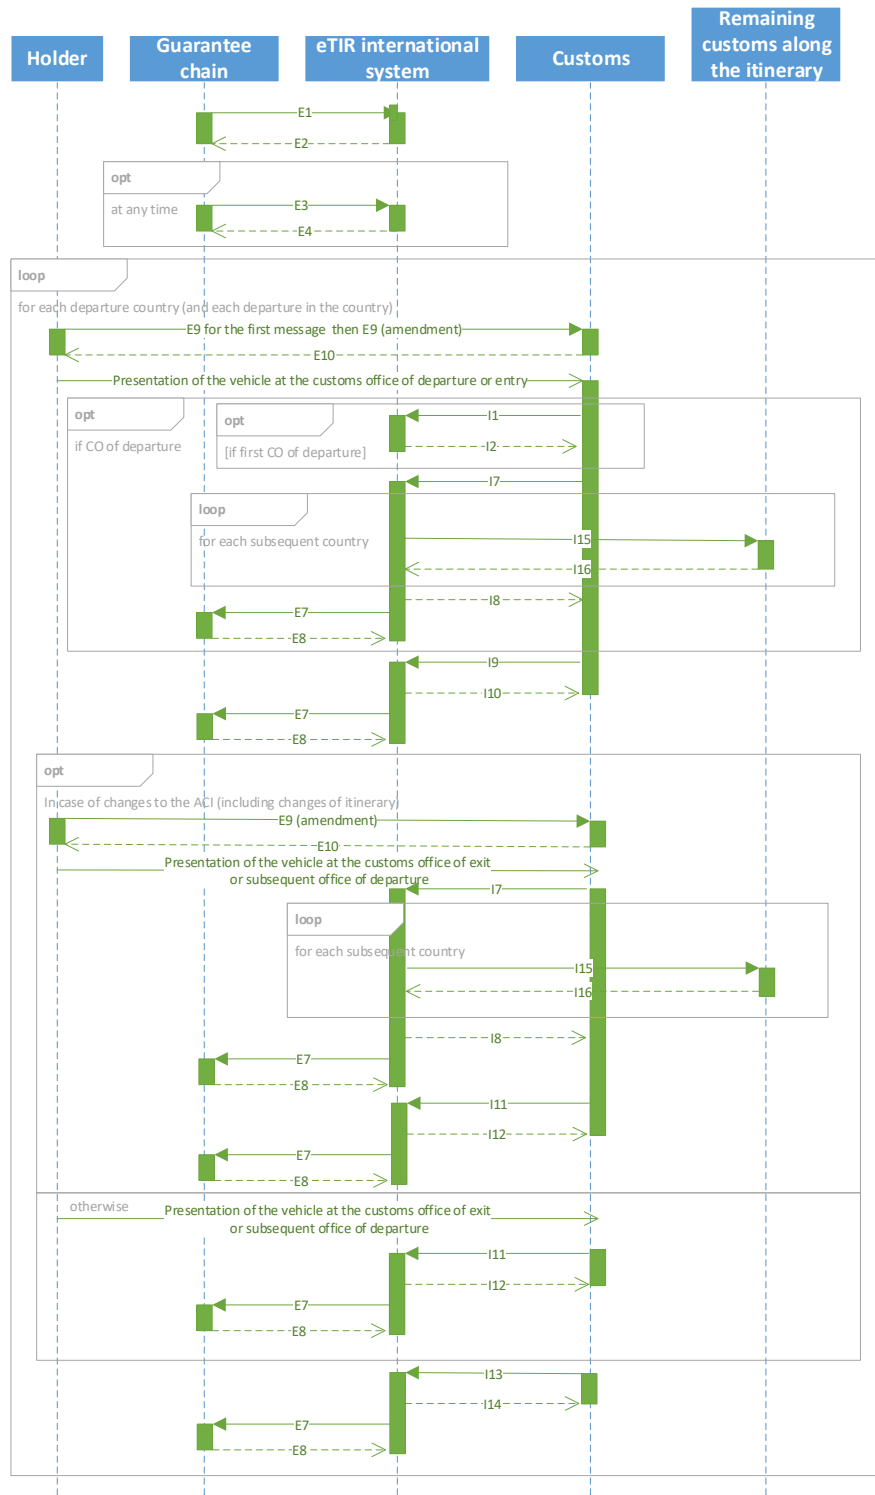 Holder
Guarantee
chain
eTIR international
system
Customs
Remaining
customs along
the itinerary
E1
E2
opt
at any time
E3
E4
loop
for each departure country (and each departure in the country)
E9 for the first message then E9 (amendment)
E10
Presentation of the vehicle at the customs office of departure or entry
opt
if CO of departure
opt
[if first CO of departure]
I1
I2
I7
loop
for each subsequent country
I15
I16
I8
E7
E8
I9
I10
E7
E8
opt
In case of changes to the ACI (including changes of itinerary)
E9 (amendment)
E10
Presentation of the vehicle at the customs office of exit
or subsequent office of departure
I7
loop
for each subsequent country
I15
I16
I8
E7
E8
I11
I12
E7
E8
otherwise
Presentation of the vehicle at the customs office of exit
or subsequent office of departure
I11
I12
E7
E8
I13
I14
E7
E8